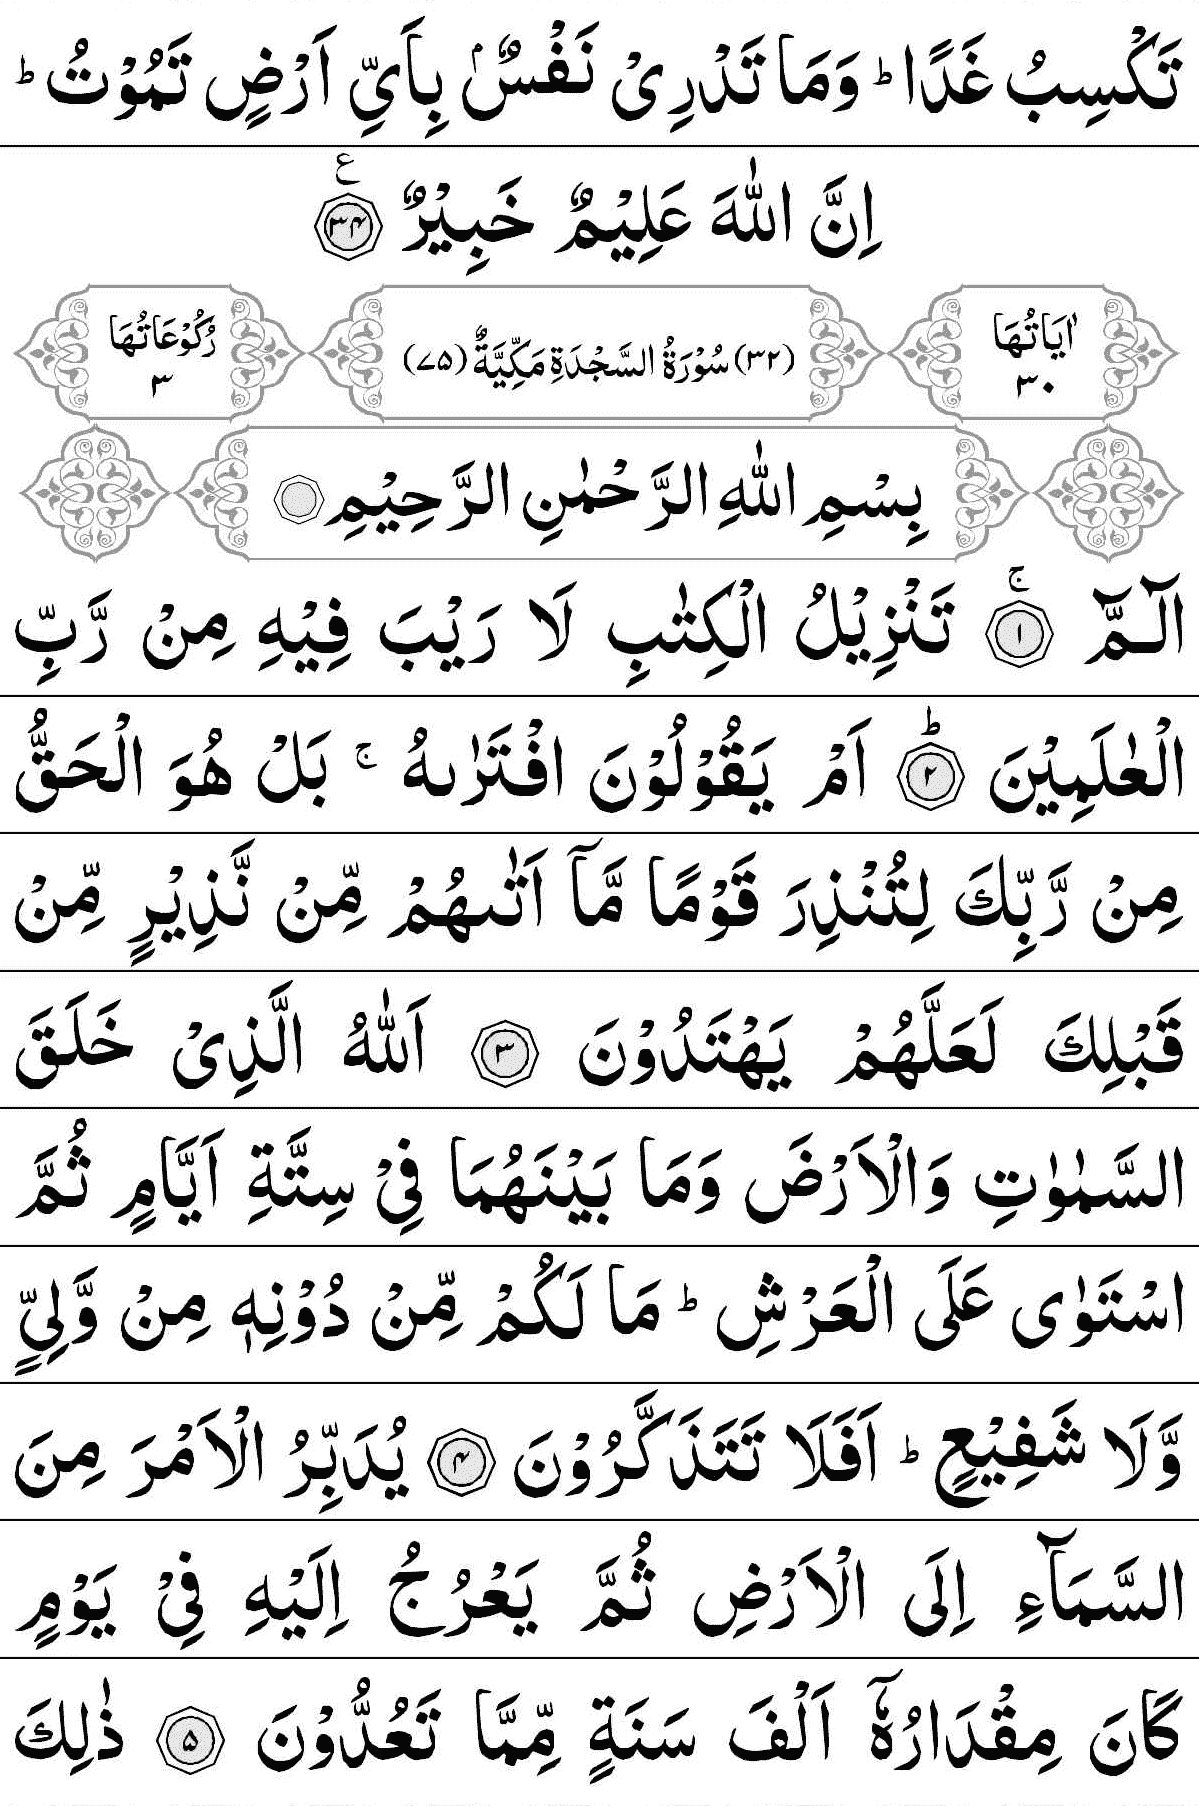 تَكْسِبُ غَدًا ؕ وَمَا تَدْرِیْ نَفْسٌۢ بِاَیِّ اَرْضٍ تَمُوْتُ ؕ
اِنَّ اللّٰهَ عَلِیْمٌ خَبِیْرٌ ۳۴ ع
اٰیَاتُهَا ۳۰ (۳۲) سُوْرَةُ السَّجْدَةِ مَكِّیَّةٌ (۷۵) رُكُوْعَاتُهَا ۳
بِسْمِ اللّٰهِ الرَّحْمٰنِ الرَّحِیْمِ
الٓـمّٓ ۚ ۱ تَنْزِیْلُ الْكِتٰبِ لَا رَیْبَ فِیْهِ مِنْ رَّبِّ
الْعٰلَمِیْنَ ؕ ۲ اَمْ یَقُوْلُوْنَ افْتَرٰىهُ ۚ بَلْ هُوَ الْحَقُّ
مِنْ رَّبِّكَ لِتُنْذِرَ قَوْمًا مَّاۤ اَتٰىهُمْ مِّنْ نَّذِیْرٍ مِّنْ
قَبْلِكَ لَعَلَّهُمْ یَهْتَدُوْنَ ۳ اَللّٰهُ الَّذِیْ خَلَقَ
السَّمٰوٰتِ وَالْاَرْضَ وَمَا بَیْنَهُمَا فِیْ سِتَّةِ اَیَّامٍ ثُمَّ
اسْتَوٰی عَلَی الْعَرْشِ ؕ مَا لَكُمْ مِّنْ دُوْنِهٖ مِنْ وَّلِیٍّ
وَّلَا شَفِیْعٍ ؕ اَفَلَا تَتَذَكَّرُوْنَ ۴ یُدَبِّرُ الْاَمْرَ مِنَ
السَّمَآءِ اِلَی الْاَرْضِ ثُمَّ یَعْرُجُ اِلَیْهِ فِیْ یَوْمٍ
كَانَ مِقْدَارُهٗۤ اَلْفَ سَنَةٍ مِّمَّا تَعُدُّوْنَ ۵ ذٰلِكَ